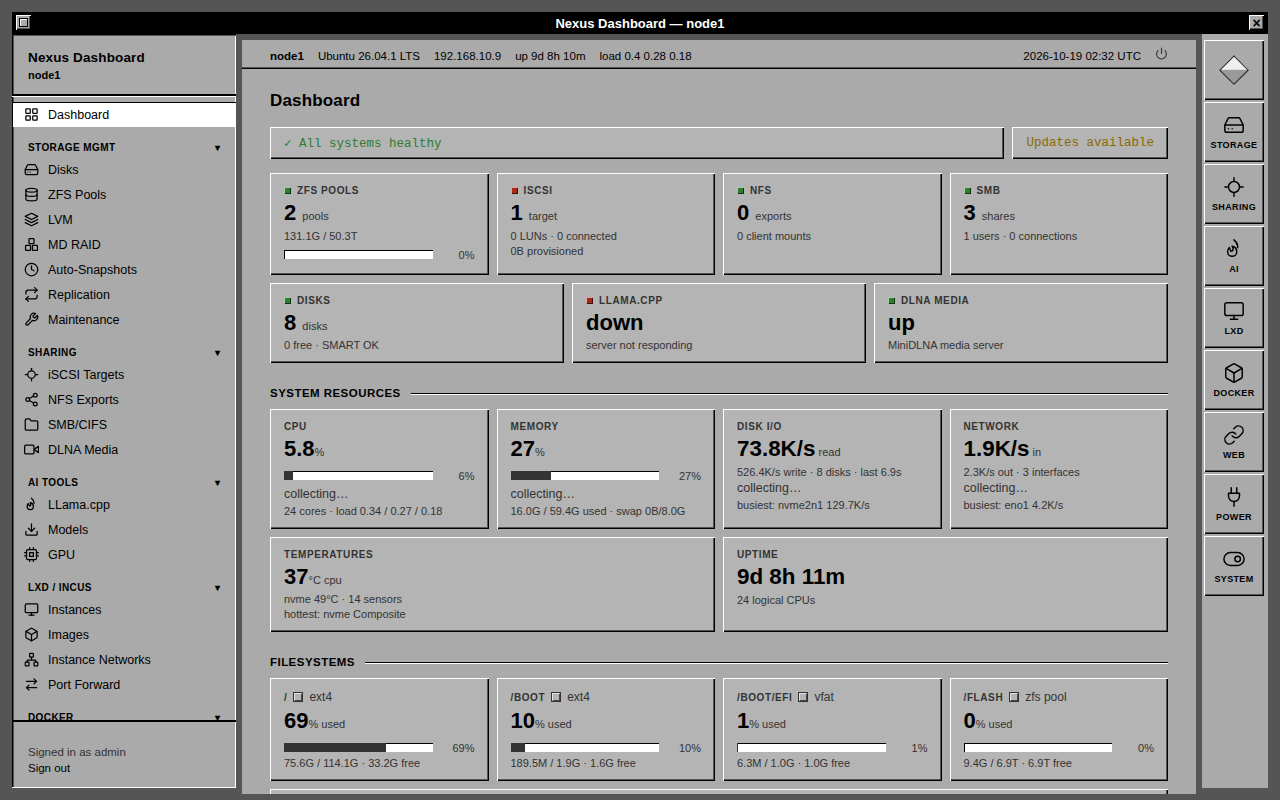 Nexus Dashboard — node1
Nexus Dashboard
node1
Dashboard
STORAGE MGMT ▾
Disks
ZFS Pools
LVM
MD RAID
Auto-Snapshots
Replication
Maintenance
SHARING ▾
iSCSI Targets
NFS Exports
SMB/CIFS
DLNA Media
AI TOOLS ▾
LLama.cpp
Models
GPU
LXD / INCUS ▾
Instances
Images
Instance Networks
Port Forward
DOCKER ▾
Signed in as admin
Sign out
node1 Ubuntu 26.04.1 LTS 192.168.10.9 up 9d 8h 10m load 0.4 0.28 0.18 2026-10-19 02:32 UTC
Dashboard
✓ All systems healthy
Updates available
ZFS POOLS
2 pools
131.1G / 50.3T
0%
ISCSI
1 target
0 LUNs · 0 connected
0B provisioned
NFS
0 exports
0 client mounts
SMB
3 shares
1 users · 0 connections
DISKS
8 disks
0 free · SMART OK
LLAMA.CPP
down
server not responding
DLNA MEDIA
up
MiniDLNA media server
SYSTEM RESOURCES
CPU
5.8%
6%
collecting…
24 cores · load 0.34 / 0.27 / 0.18
MEMORY
27%
27%
collecting…
16.0G / 59.4G used · swap 0B/8.0G
DISK I/O
73.8K/s read
526.4K/s write · 8 disks · last 6.9s
collecting…
busiest: nvme2n1 129.7K/s
NETWORK
1.9K/s in
2.3K/s out · 3 interfaces
collecting…
busiest: eno1 4.2K/s
TEMPERATURES
37°C cpu
nvme 49°C · 14 sensors
hottest: nvme Composite
UPTIME
9d 8h 11m
24 logical CPUs
FILESYSTEMS
/ ext4
69% used
69%
75.6G / 114.1G · 33.2G free
/BOOT ext4
10% used
10%
189.5M / 1.9G · 1.6G free
/BOOT/EFI vfat
1% used
1%
6.3M / 1.0G · 1.0G free
/FLASH zfs pool
0% used
0%
9.4G / 6.9T · 6.9T free
STORAGE
SHARING
AI
LXD
DOCKER
WEB
POWER
SYSTEM